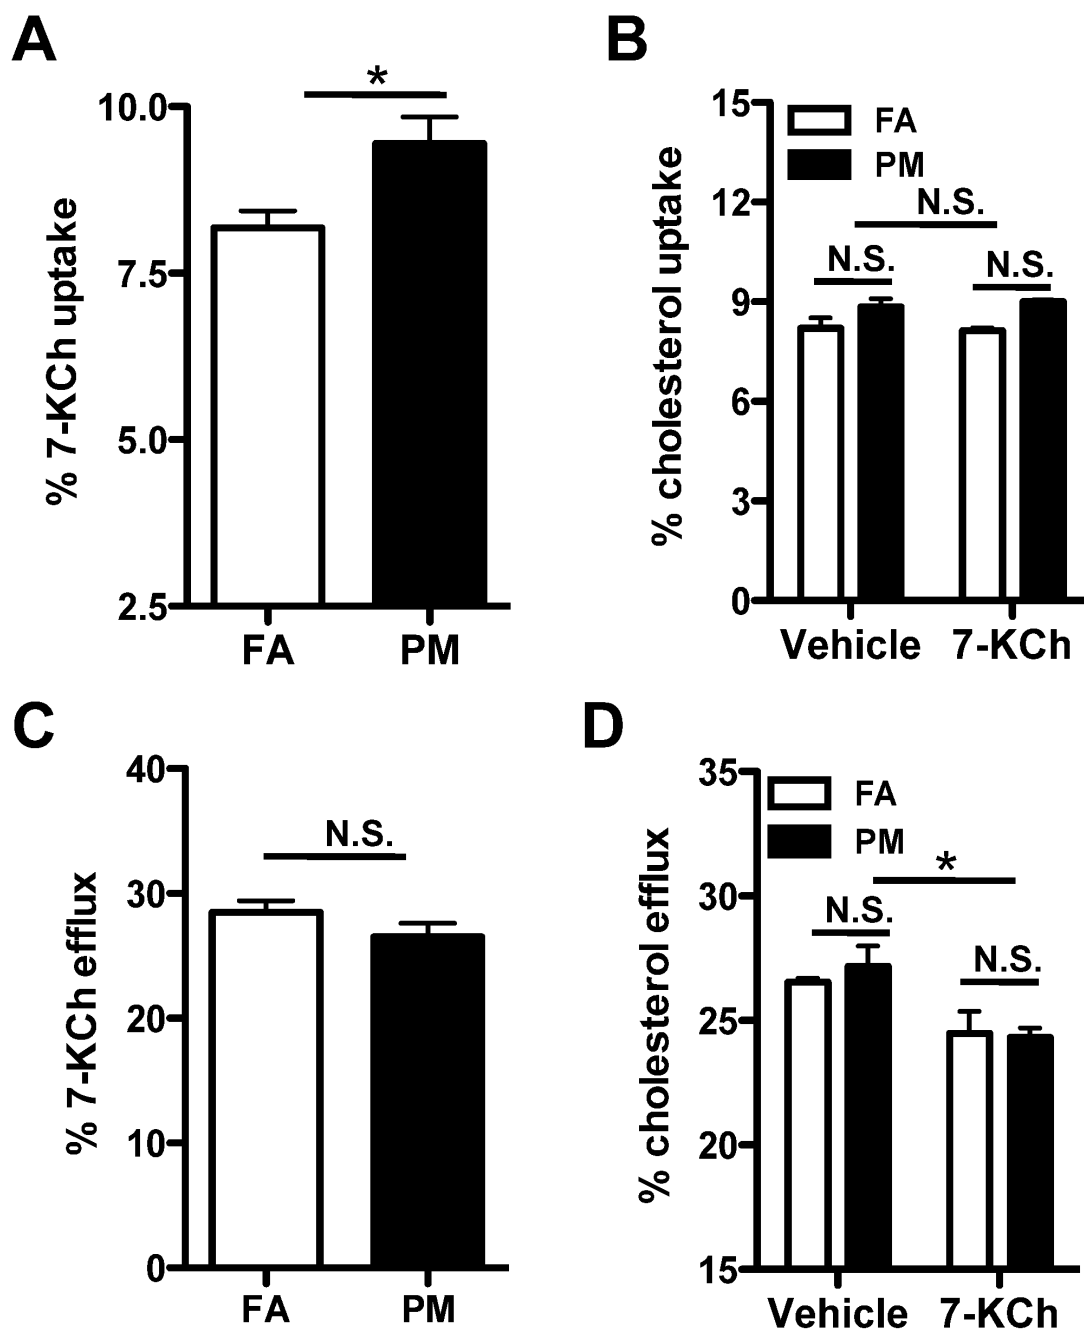 A
% 7-KCh uptake
10.0
7.5
5.0
2.5
*
FA
PM
B
% cholesterol uptake
15
12
9
6
3
0
FA
PM
N.S.
N.S.
N.S.
Vehicle
7-KCh
C
% 7-KCh efflux
40
30
20
10
0
N.S.
FA
PM
D
% cholesterol efflux
35
30
25
20
15
FA
PM
*
N.S.
N.S.
Vehicle
7-KCh